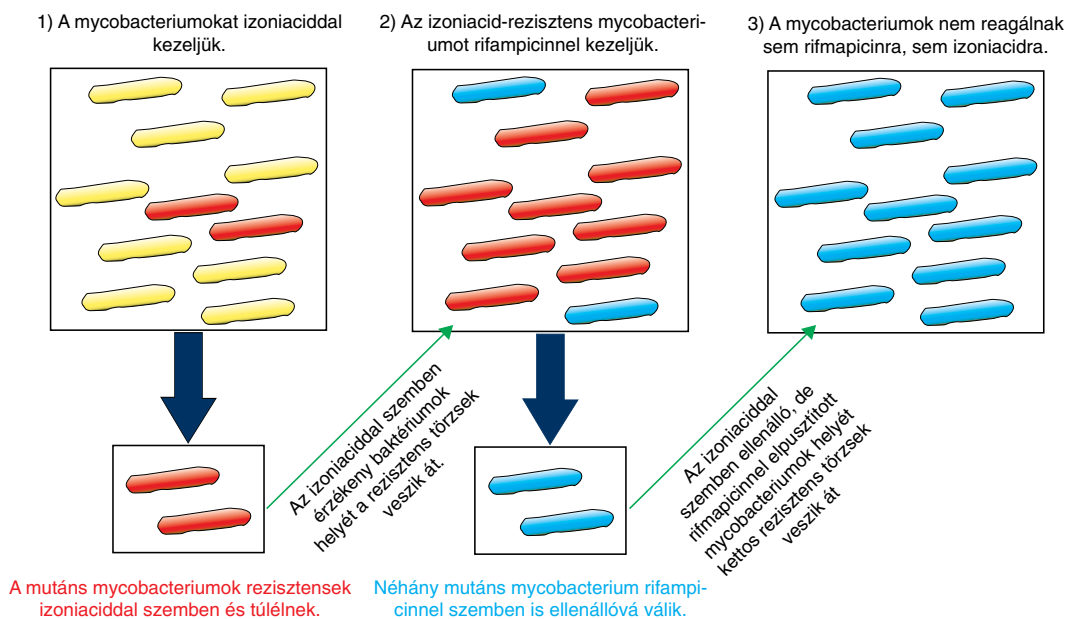 1) A mycobacteriumokat izoniaciddal
kezeljük.
2) Az izoniacid-rezisztens mycobacteri-
umot rifampicinnel kezeljük.
3) A mycobacteriumok nem reagálnak
sem rifmapicinra, sem izoniacidra.
Az izoniaciddal szemben
érzékeny baktériumok
helyét a rezisztens törzsek
veszik át.
Az izoniaciddal
szemben ellenálló, de
rifmapicinnel elpusztított
mycobacteriumok helyét
kettos rezisztens törzsek
veszik át
A mutáns mycobacteriumok rezisztensek
izoniaciddal szemben és túlélnek.
Néhány mutáns mycobacterium rifampi-
cinnel szemben is ellenállóvá válik.